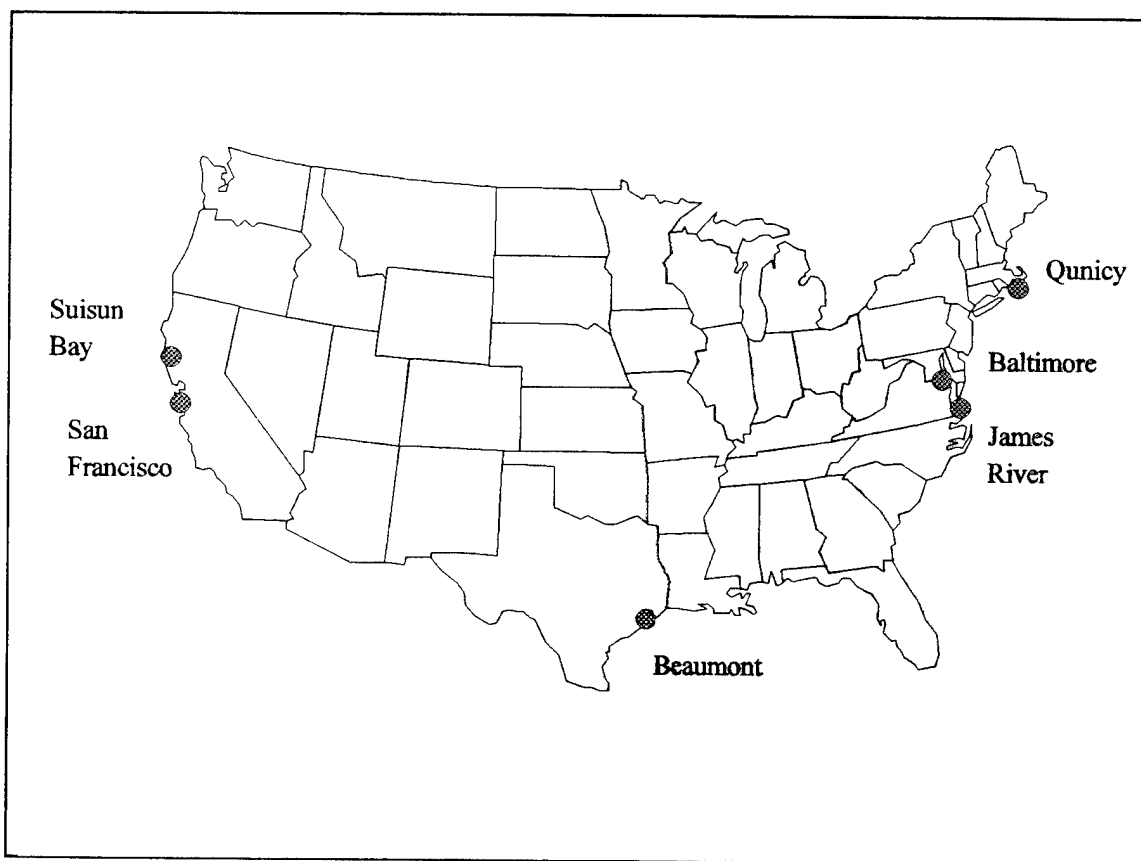 Qunicy
Suisun
Bay
Baltimore
San
Francisco
James
River
Beaumont